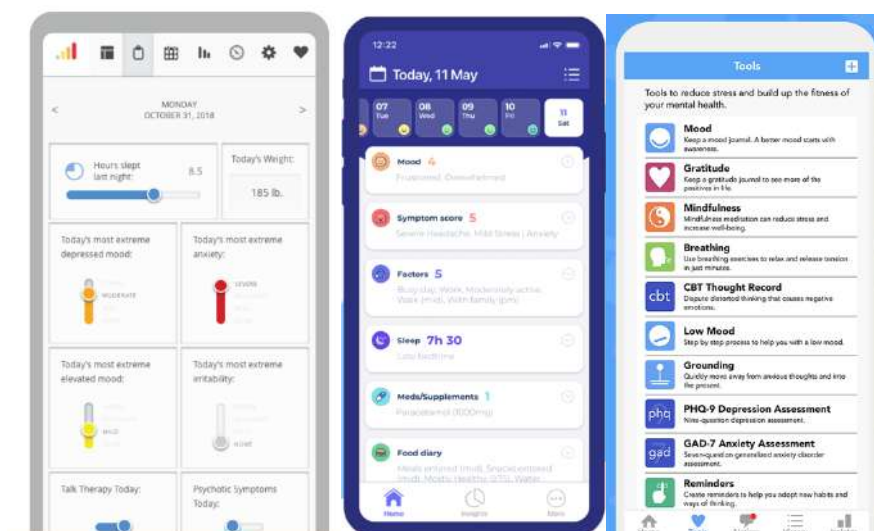 MONDAY
OCTOBER 31, 2018
<
>
Hours slept
last night:
8.5
Today's Weight:
185 lb.
Today's most extreme
depressed mood:
MODERATE
Today's most extreme
anxiety:
SEVERE
Today's most extreme
elevated mood:
MILD
Today's most extreme
irritability:
NONE
Talk Therapy Today:
Psychotic Symptoms
Today:
12:22
Today, 11 May
07
Tue
08
Wed
09
Thu
10
Fri
11
Sat
Mood 4
Frustrated, Overwhelmed
Symptom score 5
Severe Headache, Mild Stress | Anxiety
Factors 5
Busy day, Work, Moderately active,
Walk (mid), With family (pm)
Sleep 7h 30
Late bedtime
Meds/Supplements 1
Paracetamol (1000mg)
Food diary
Meals entered (mid), Snacks entered
Home
Insights
More
Tools
Tools to reduce stress and build up the fitness of
your mental health.
Mood
Keep a mood journal. A better mood starts with
awareness.
Gratitude
Keep a gratitude journal to see more of the
positives in life.
Mindfulness
Mindfulness meditation can reduce stress and
increase well-being.
Breathing
Use breathing exercises to relax and release tension
in just minutes.
cbt
CBT Thought Record
Dispute distorted thinking that causes negative
emotions.
Low Mood
Step by step process to help you with a low mood.
Grounding
Quickly move away from anxious thoughts and into
the present.
phq
PHQ-9 Depression Assessment
Nine-question depression assessment.
gad
GAD-7 Anxiety Assessment
Seven-question generalized anxiety disorder
assessment.
Reminders
Create reminders to help you adopt new habits and
ways of thinking.